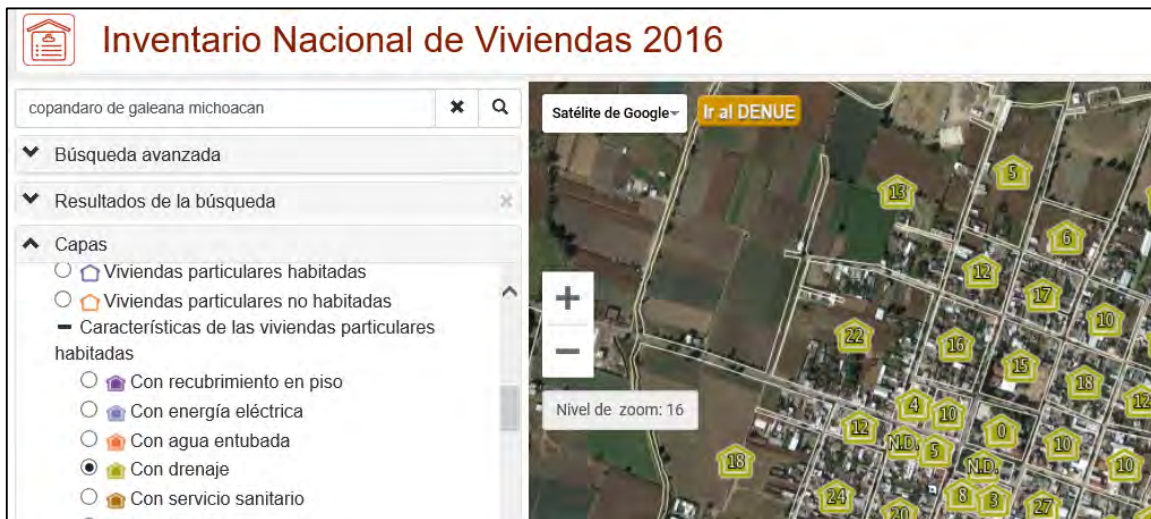 Inventario Nacional de Viviendas 2016
copandaro de galeana michoacan
Búsqueda avanzada
Resultados de la búsqueda
Capas
Viviendas particulares habitadas
Viviendas particulares no habitadas
Características de las viviendas particulares
habitadas
Con recubrimiento en piso
Con energía eléctrica
Con agua entubada
Con drenaje
Con servicio sanitario
Satélite de Google
Ir al DENUE
Nivel de zoom: 16
5
13
6
12
17
10
22
16
15
18
12
4
10
12
0
N.D.
5
10
18
N.D.
10
24
8
3
27
20